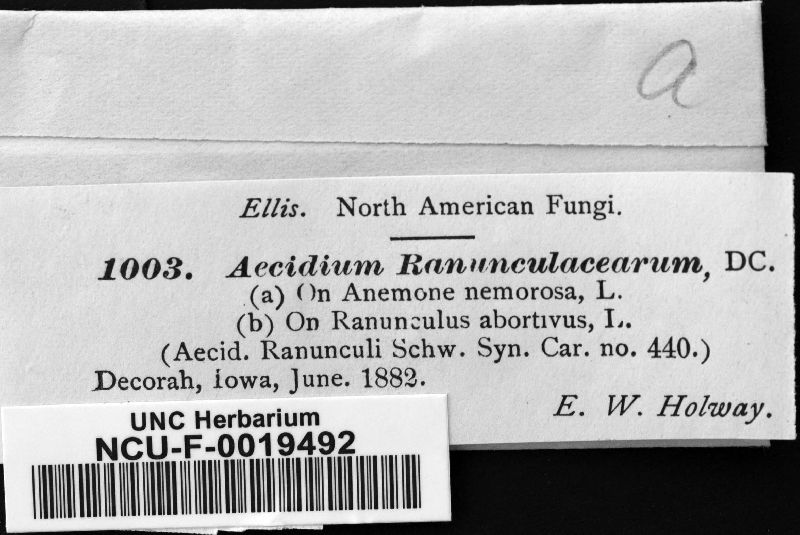 a
Ellis. North American Fungi.
1003. Aecidium Ranunculacearum, DC.
(a) On Anemone nemorosa, L.
(b) On Ranunculus abortivus, L.
(Aecid. Ranunculi Schw. Syn. Car. no. 440.)
Decorah, Iowa, June. 1882.
E. W. Holway.
UNC Herbarium
NCU-F-0019492